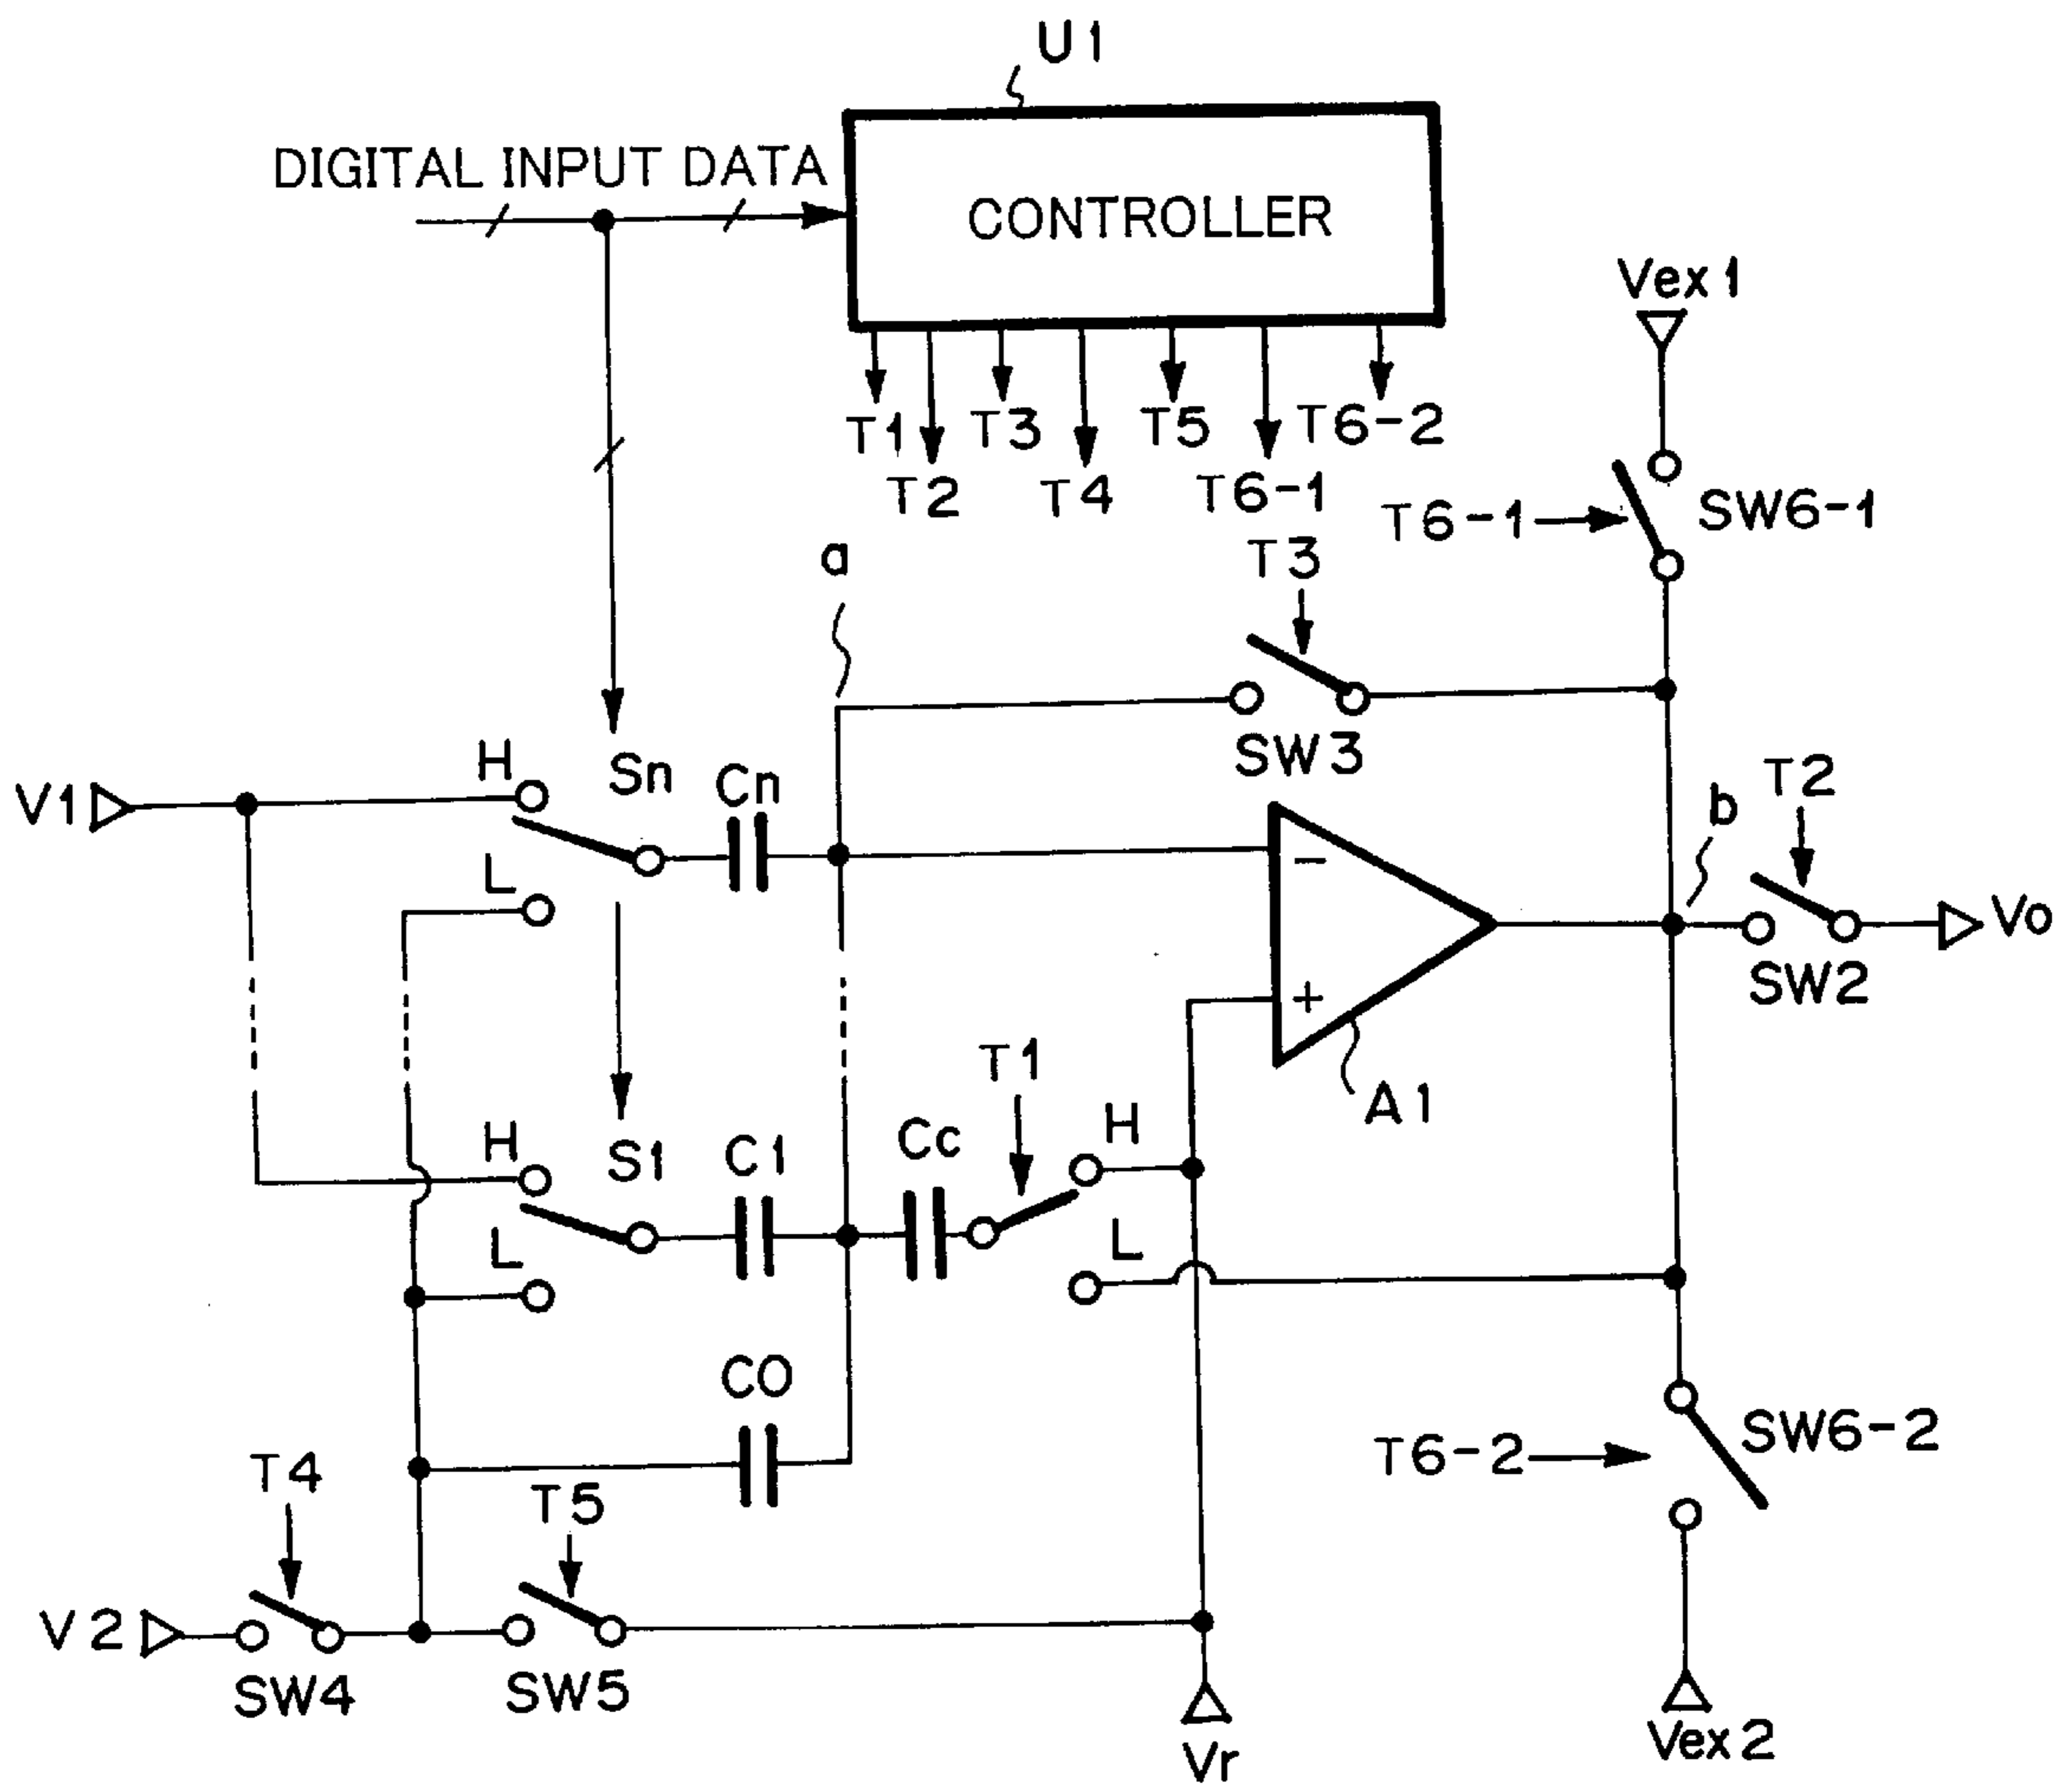 U1
DIGITAL INPUT DATA
CONTROLLER
Vex1
T1
T3
T5
T6-2
T2
T4
T6-1
T6-1
SW6-1
a
T3
SW3
H
Sn
Cn
V1
T2
b
L
−
Vo
SW2
+
T1
A1
H
S1
C1
Cc
H
L
L
CO
T4
T5
T6-2
SW6-2
V2
SW4
SW5
Vr
Vex2